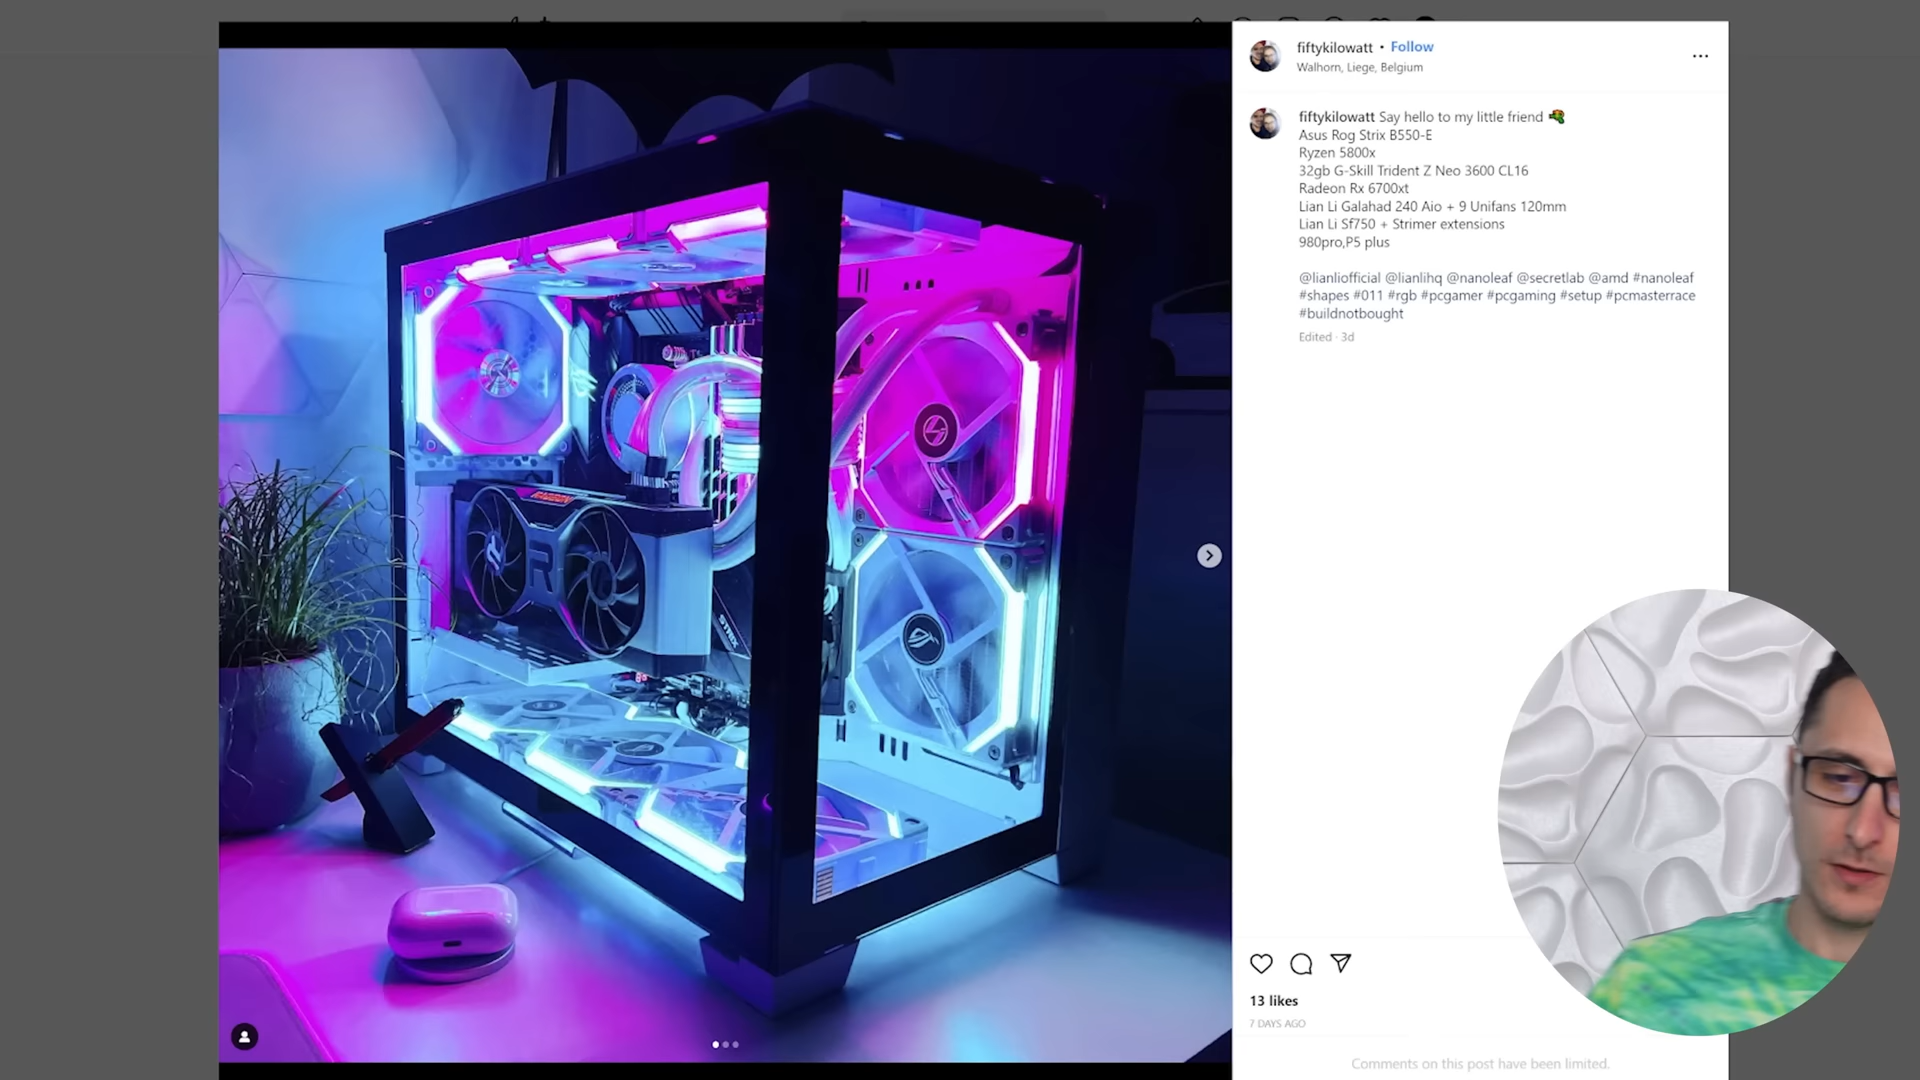 fiftykilowatt • Follow
Walhorn, Liege, Belgium
fiftykilowatt Say hello to my little friend
Asus Rog Strix B550-E
Ryzen 5800x
32gb G-Skill Trident Z Neo 3600 CL16
Radeon Rx 6700xt
Lian Li Galahad 240 Aio + 9 Unifans 120mm
Lian Li Sf750 + Strimer extensions
980pro,P5 plus
@lianliofficial @lianlihq @nanoleaf @secretlab @amd #nanoleaf
#shapes #011 #rgb #pcgamer #pcgaming #setup #pcmasterrace
#buildnotbought
Edited · 3d
RADEON
R
STRIX
13 likes
7 DAYS AGO
Comments on this post have been limited.